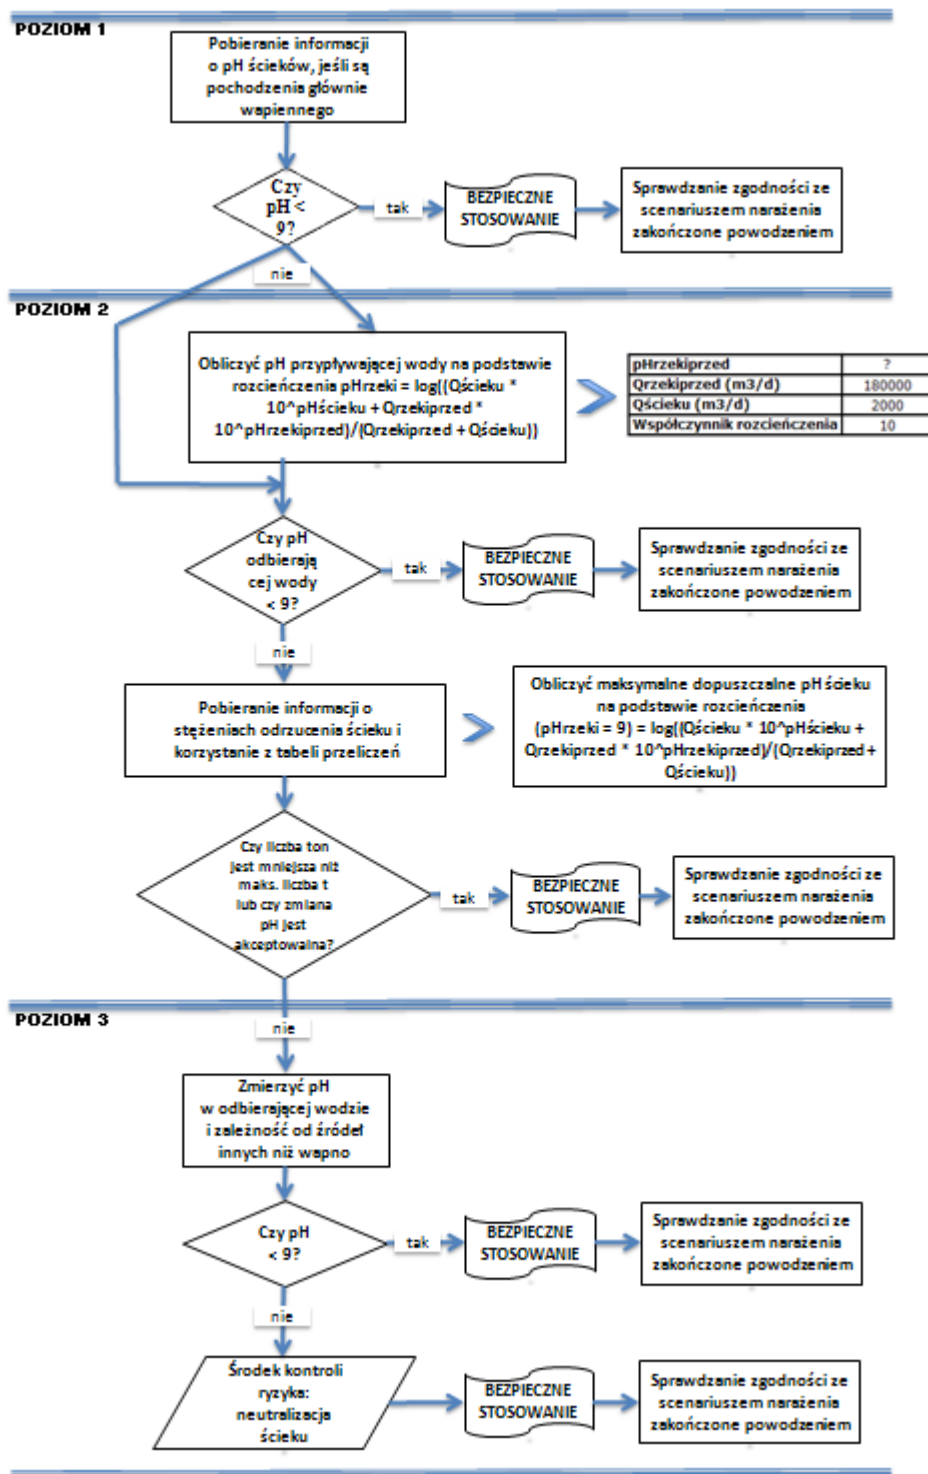 POZIOM 1
Pobieranie informacji
o pH ścieków, jeśli są
pochodzenia głównie
wapiennego
Czy
pH <
9?
tak
BEZPIECZNE
STOSOWANIE
Sprawdzanie zgodności ze
scenariuszem narażenia
zakończone powodzeniem
nie
POZIOM 2
Obliczyć pH przypływającej wody na podstawie
rozcieńczenia pHrzeki = log((Qścieku *
10^pHścieku + Qrzekiprzed *
10^pHrzekiprzed)/(Qrzekiprzed + Qścieku))
pHrzekiprzed ?
Qrzekiprzed (m3/d) 180000
Qścieku (m3/d) 2000
Współczynnik rozcieńczenia 10
Czy pH
odbierają
cej wody
< 9?
tak
BEZPIECZNE
STOSOWANIE
Sprawdzanie zgodności ze
scenariuszem narażenia
zakończone powodzeniem
nie
Pobieranie informacji o
stężeniach odrzucenia ścieku i
korzystanie z tabeli przeliczeń
Obliczyć maksymalne dopuszczalne pH ścieku
na podstawie rozcieńczenia
(pHrzeki = 9) = log((Qścieku * 10^pHścieku +
Qrzekiprzed * 10^pHrzekiprzed)/(Qrzekiprzed +
Qścieku))
Czy liczba ton
jest mniejsza niż
maks. liczba t
lub czy zmiana
pH jest
akceptowalna?
tak
BEZPIECZNE
STOSOWANIE
Sprawdzanie zgodności ze
scenariuszem narażenia
zakończone powodzeniem
POZIOM 3
nie
Zmierzyć pH
w odbierającej wodzie
i zależność od źródeł
innych niż wapno
Czy pH
< 9?
tak
BEZPIECZNE
STOSOWANIE
Sprawdzanie zgodności ze
scenariuszem narażenia
zakończone powodzeniem
nie
Środek kontroli
ryzyka:
neutralizacja
ścieku
BEZPIECZNE
STOSOWANIE
Sprawdzanie zgodności ze
scenariuszem narażenia
zakończone powodzeniem